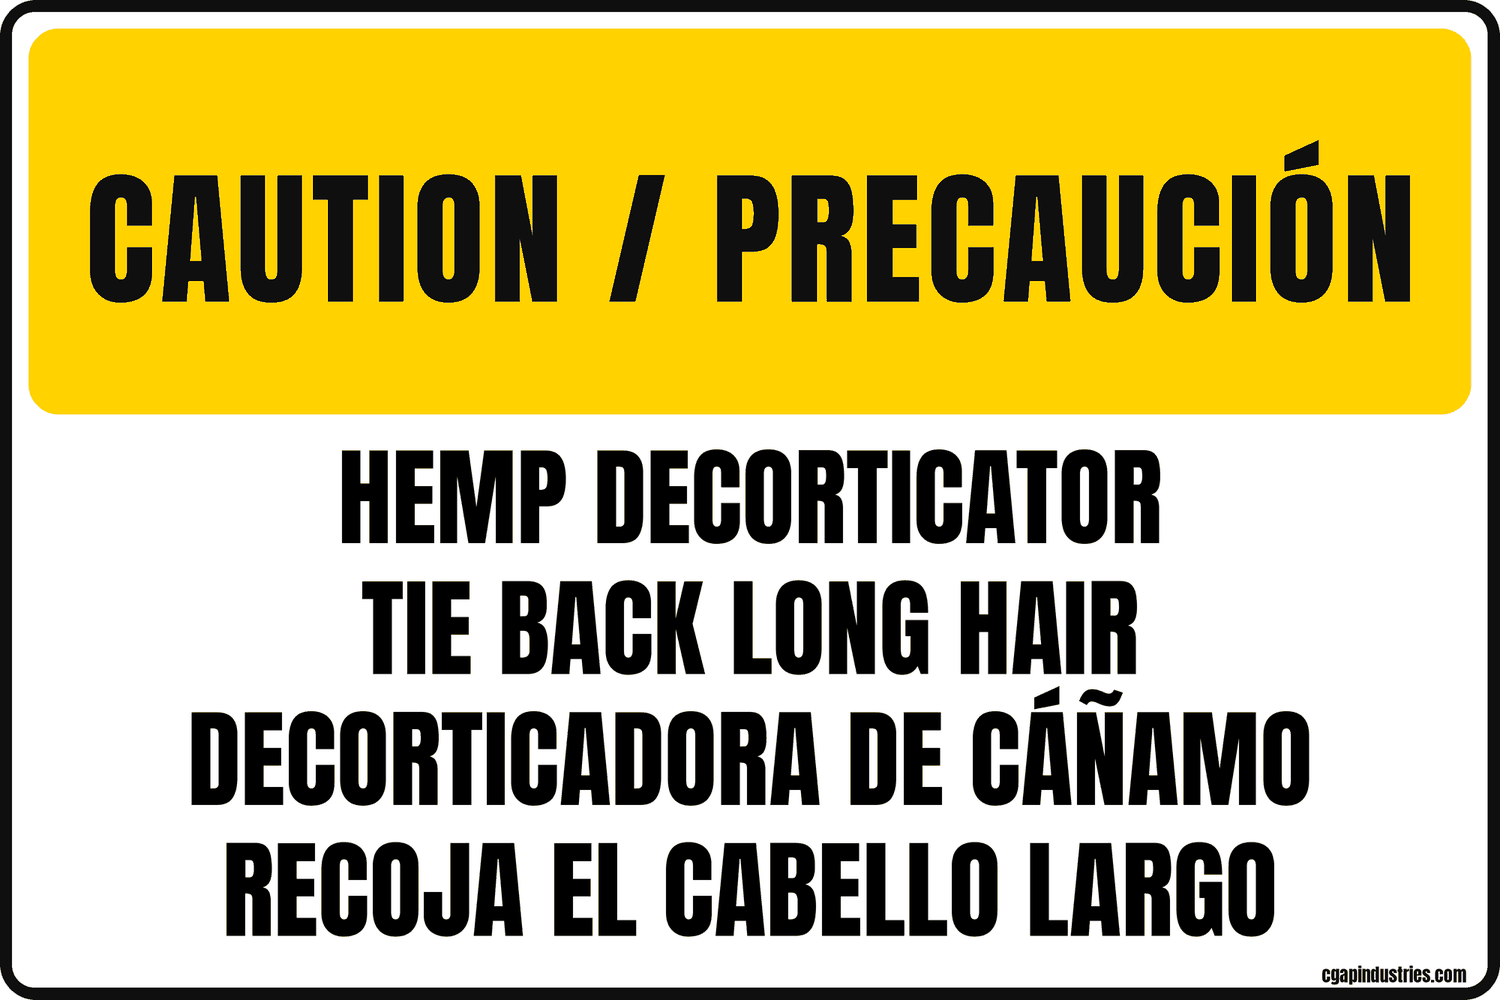 CAUTION / PRECAUCIÓN
HEMP DECORTICATOR
TIE BACK LONG HAIR
DECORTICADORA DE CÁÑAMO
RECOJA EL CABELLO LARGO
cgapindustries.com